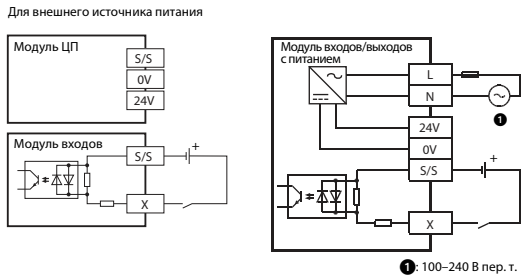 Для внешнего источника питания
Модуль ЦП
S/S
0V
24V
Модуль входов
S/S
+
X
Модуль входов/выходов
с питанием
L
N
1
24V
0V
S/S
+
X
1: 100–240 В пер. т.